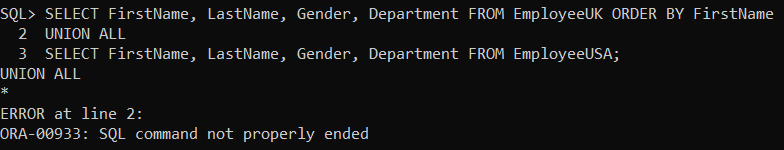 SQL> SELECT FirstName, LastName, Gender, Department FROM EmployeeUK ORDER BY FirstName
  2  UNION ALL
  3  SELECT FirstName, LastName, Gender, Department FROM EmployeeUSA;
UNION ALL
*
ERROR at line 2:
ORA-00933: SQL command not properly ended